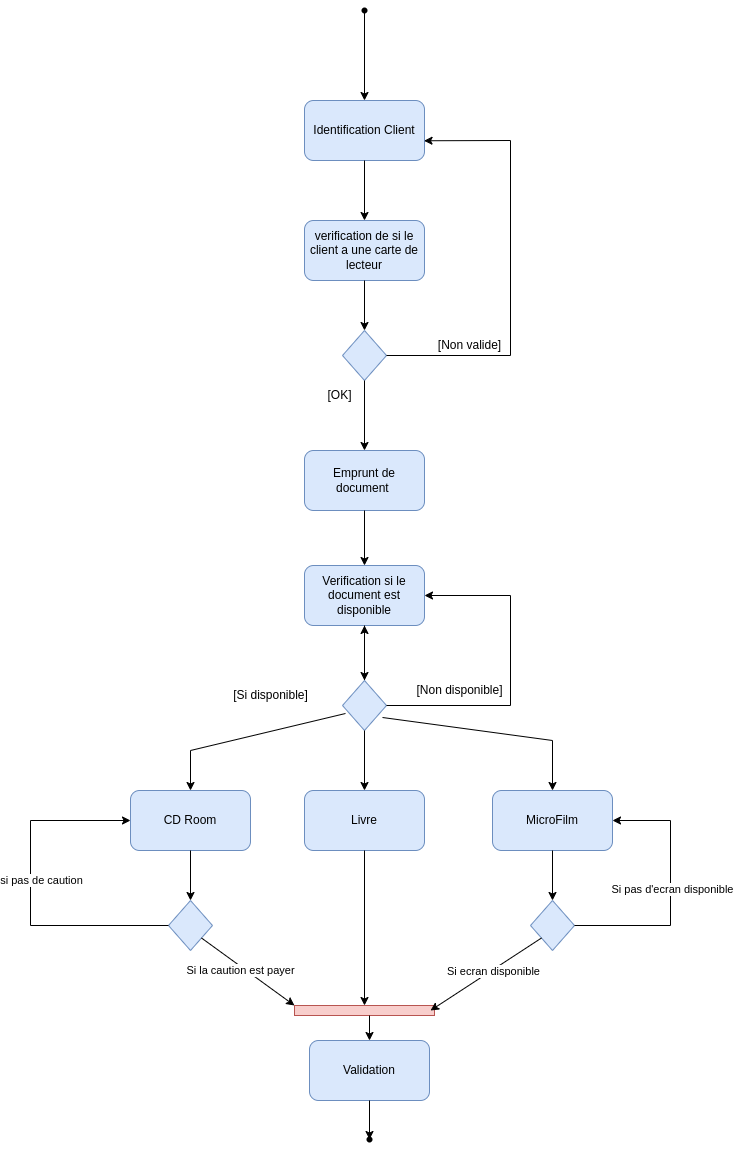 Identification Client
verification de si le
client a une carte de
lecteur
[Non valide]
[OK]
Emprunt de
document
Verification si le
document est
disponible
[Si disponible]
[Non disponible]
CD Room
Livre
MicroFilm
si pas de caution
Si pas d'ecran disponible
Si la caution est payer
Si ecran disponible
Validation